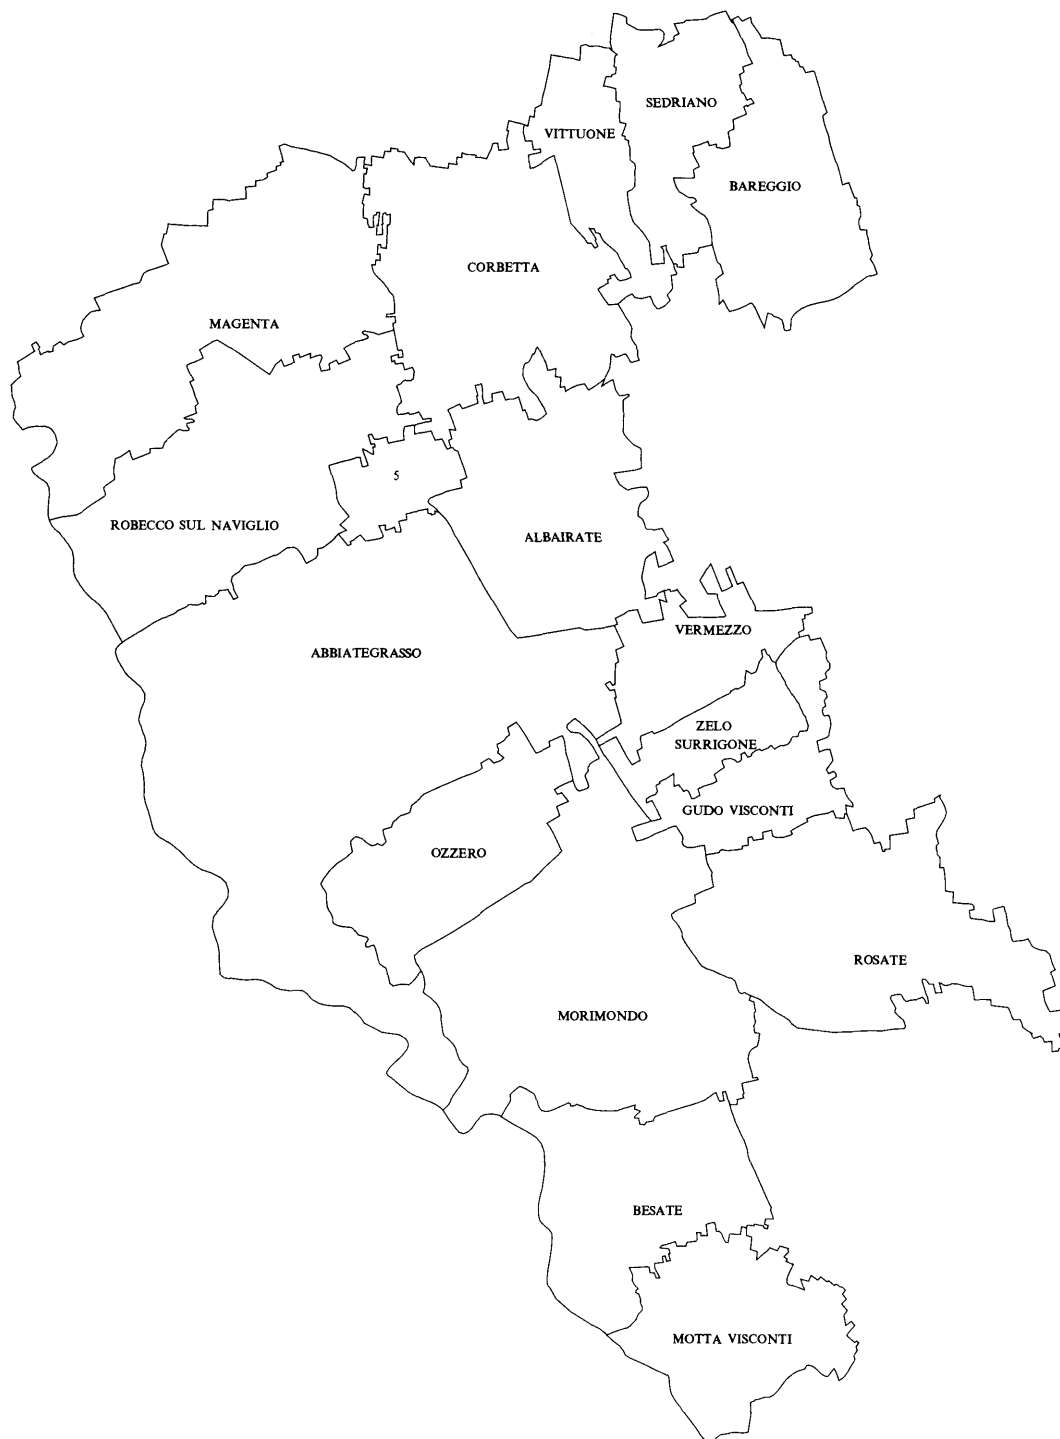 SEDRIANO
VITTUONE
BAREGGIO
CORBETTA
MAGENTA
5
ROBECCO SUL NAVIGLIO
ALBAIRATE
VERMEZZO
ABBIATEGRASSO
ZELO
SURRIGONE
GUDO VISCONTI
OZZERO
ROSATE
MORIMONDO
BESATE
MOTTA VISCONTI